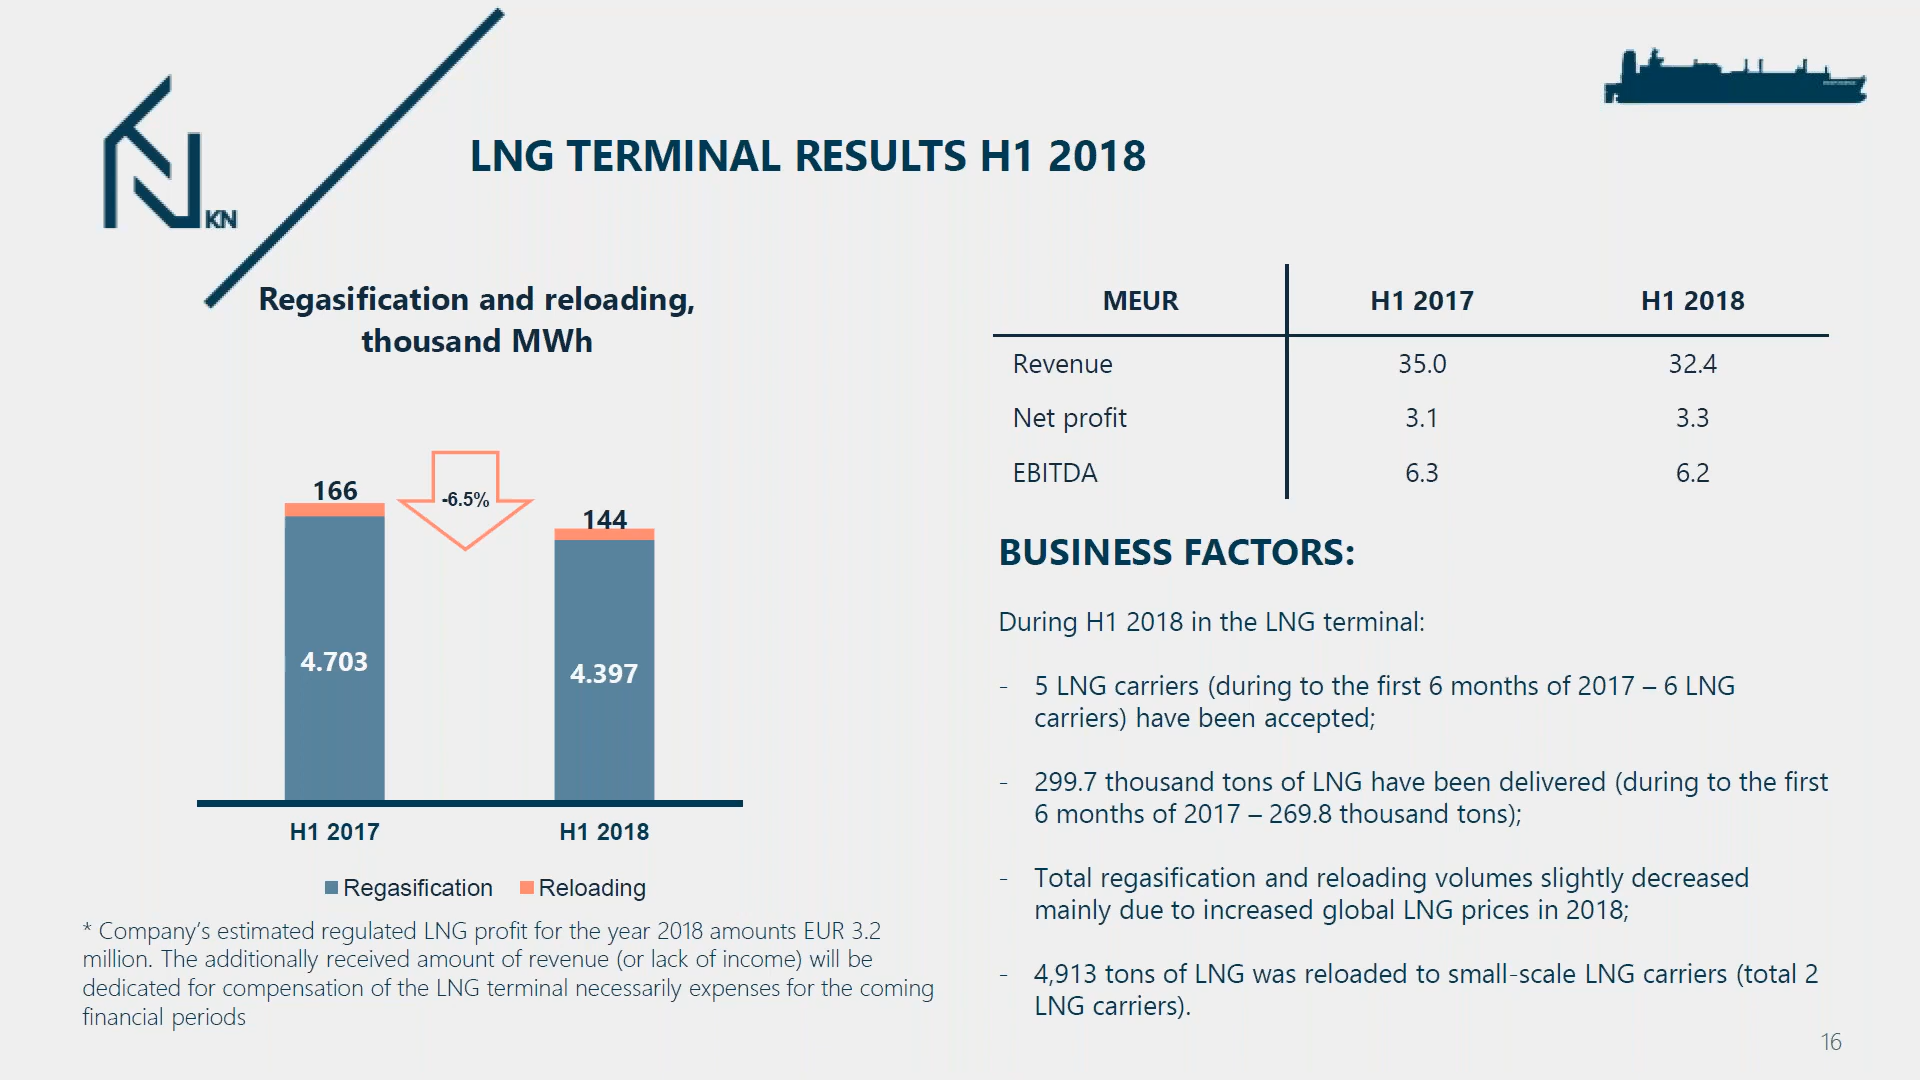 KN
LNG TERMINAL RESULTS H1 2018
Regasification and reloading,
thousand MWh
166
-6.5%
144
4.703
4.397
H1 2017
H1 2018
Regasification
Reloading
* Company’s estimated regulated LNG profit for the year 2018 amounts EUR 3.2
million. The additionally received amount of revenue (or lack of income) will be
dedicated for compensation of the LNG terminal necessarily expenses for the coming
financial periods
MEUR H1 2017 H1 2018
Revenue 35.0 32.4
Net profit 3.1 3.3
EBITDA 6.3 6.2
BUSINESS FACTORS:
During H1 2018 in the LNG terminal:
- 5 LNG carriers (during to the first 6 months of 2017 – 6 LNG
carriers) have been accepted;
- 299.7 thousand tons of LNG have been delivered (during to the first
6 months of 2017 – 269.8 thousand tons);
- Total regasification and reloading volumes slightly decreased
mainly due to increased global LNG prices in 2018;
- 4,913 tons of LNG was reloaded to small-scale LNG carriers (total 2
LNG carriers).
16